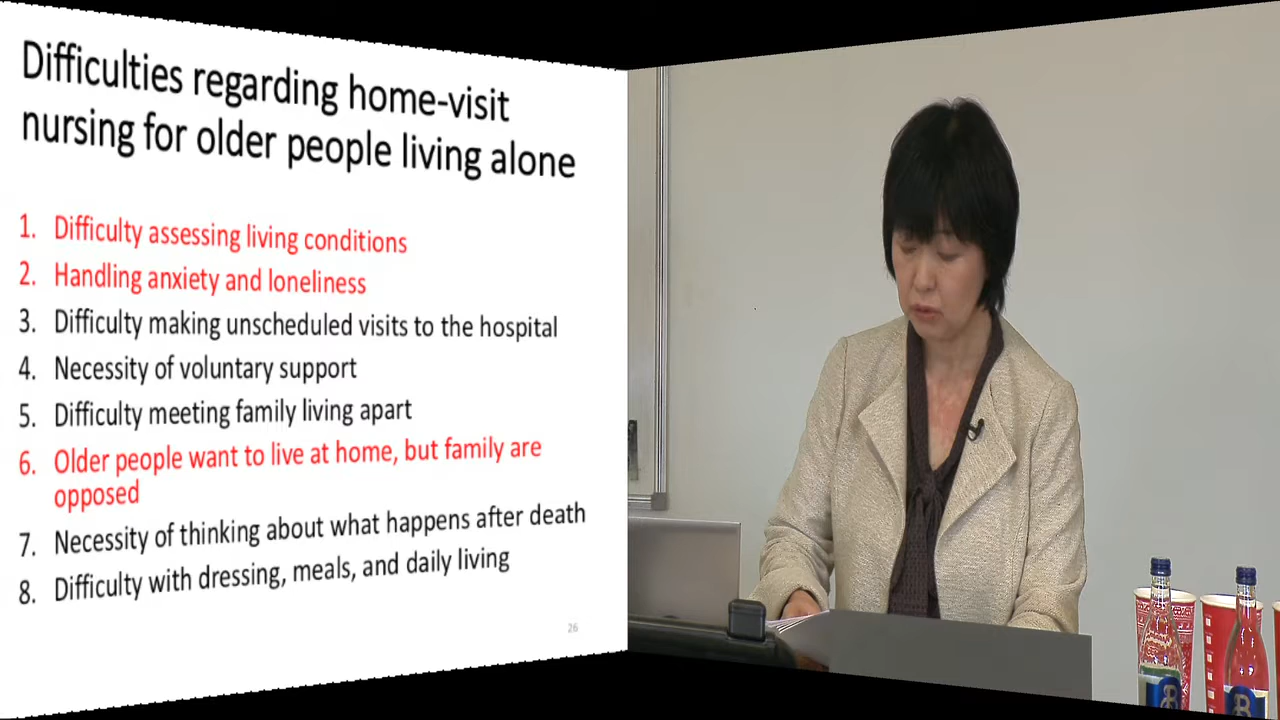 Difficulties regarding home-visit
nursing for older people living alone
1. Difficulty assessing living conditions
2. Handling anxiety and loneliness
3. Difficulty making unscheduled visits to the hospital
4. Necessity of voluntary support
5. Difficulty meeting family living apart
6. Older people want to live at home, but family are
opposed
7. Necessity of thinking about what happens after death
8. Difficulty with dressing, meals, and daily living
26